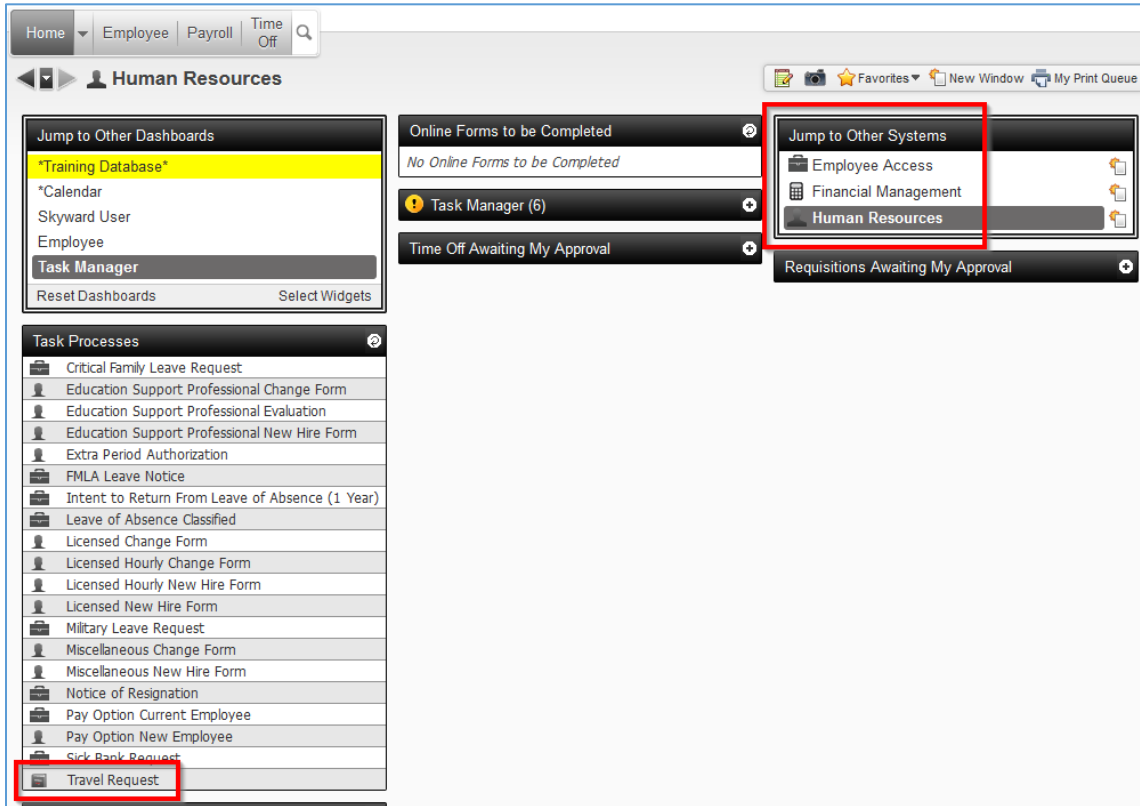 Home Employee Payroll Time Off
Human Resources
Favorites New Window My Print Queue
Jump to Other Dashboards
*Training Database*
*Calendar
Skyward User
Employee
Task Manager
Reset Dashboards Select Widgets
Task Processes
Critical Family Leave Request
Education Support Professional Change Form
Education Support Professional Evaluation
Education Support Professional New Hire Form
Extra Period Authorization
FMLA Leave Notice
Intent to Return From Leave of Absence (1 Year)
Leave of Absence Classified
Licensed Change Form
Licensed Hourly Change Form
Licensed Hourly New Hire Form
Licensed New Hire Form
Military Leave Request
Miscellaneous Change Form
Miscellaneous New Hire Form
Notice of Resignation
Pay Option Current Employee
Pay Option New Employee
Sick Bank Request
Travel Request
Online Forms to be Completed
No Online Forms to be Completed
Task Manager (6)
Time Off Awaiting My Approval
Jump to Other Systems
Employee Access
Financial Management
Human Resources
Requisitions Awaiting My Approval